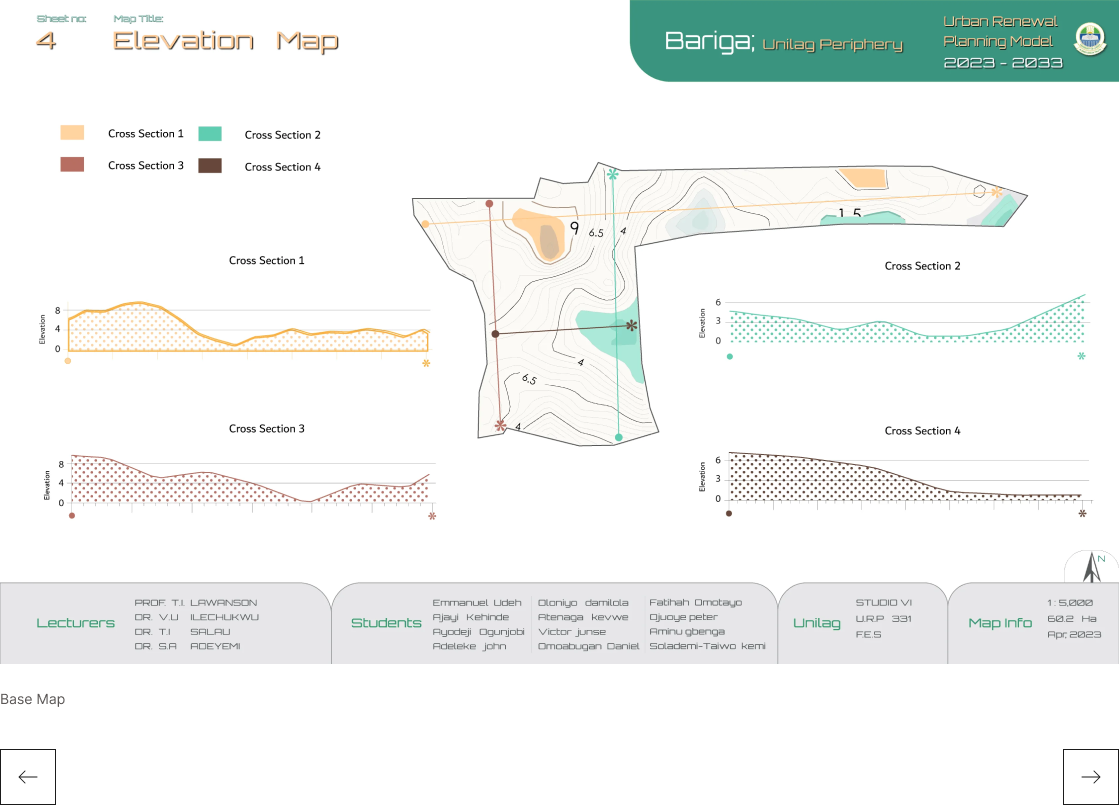 Sheet no:
Map Title:
4
Elevation Map
Bariga; Unilag Periphery
Urban Renewal
Planning Model
2023 - 2033
Cross Section 1
Cross Section 2
Cross Section 3
Cross Section 4
9
6.5
4
1.5
4
6.5
4
Cross Section 1
Elevation
8
4
0
Cross Section 2
Elevation
6
3
0
Cross Section 3
Elevation
8
4
0
Cross Section 4
Elevation
6
3
0
N
Lecturers
PROF. T.I. LAWANSON
DR. V.U ILECHUKWU
DR. T.I SALAU
DR. S.A ADEYEMI
Students
Emmanuel Udeh
Ajayi Kehinde
Ayodeji Ogunjobi
Adeleke john
Oloniyo damilola
Atenaga kevwe
Victor junse
Omoabugan Daniel
Fatihah Omotayo
Ojuoye peter
Aminu gbenga
Solademi-Taiwo kemi
Unilag
STUDIO VI
U.R.P 331
F.E.S
Map Info
1 : 5,000
60.2 Ha
Apr, 2023
Base Map